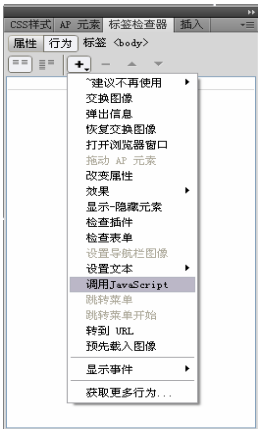 CSS样式 AP 元素 标签检查器 插入
属性 行为 标签 <body>
~建议不再使用
交换图像
弹出信息
恢复交换图像
打开浏览器窗口
拖动 AP 元素
改变属性
效果
显示-隐藏元素
检查插件
检查表单
设置导航栏图像
设置文本
调用JavaScript
跳转菜单
跳转菜单开始
转到 URL
预先载入图像
显示事件
获取更多行为...